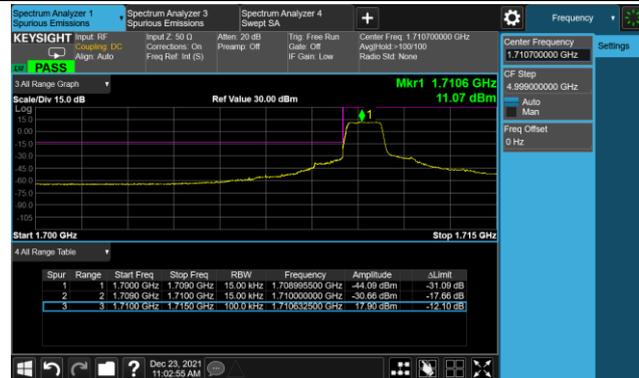 Spectrum Analyzer 1
Spurious Emissions
Spectrum Analyzer 3
Spurious Emissions
Spectrum Analyzer 4
Swept SA
+
Frequency
KEYSIGHT
Input: RF
Coupling: DC
Align: Auto
Input Z: 50 Ω
Corrections: On
Freq Ref: Int (S)
Atten: 20 dB
Preamp: Off
Trig: Free Run
Gate: Off
IF Gain: Low
Center Freq: 1.710700000 GHz
Avg|Hold:>100/100
Radio Std: None
LXI PASS
Center Frequency
1.710700000 GHz
Settings
CF Step
4.999000000 GHz
Auto
Man
Freq Offset
0 Hz
3 All Range Graph
Mkr1 1.7106 GHz
Scale/Div 15.0 dB
Ref Value 30.00 dBm
11.07 dBm
Log
15.0
0.00
-15.0
-30.0
-45.0
-60.0
-75.0
-90.0
-105
1
Start 1.700 GHz
Stop 1.715 GHz
4 All Range Table
Spur Range Start Freq Stop Freq RBW Frequency Amplitude ΔLimit
1 1 1.7000 GHz 1.7090 GHz 15.00 kHz 1.708995500 GHz -44.09 dBm -31.09 dB
2 2 1.7090 GHz 1.7100 GHz 15.00 kHz 1.710000000 GHz -30.66 dBm -17.66 dB
3 3 1.7100 GHz 1.7150 GHz 100.0 kHz 1.710632500 GHz 17.90 dBm -12.10 dB
?
Dec 23, 2021
11:02:55 AM